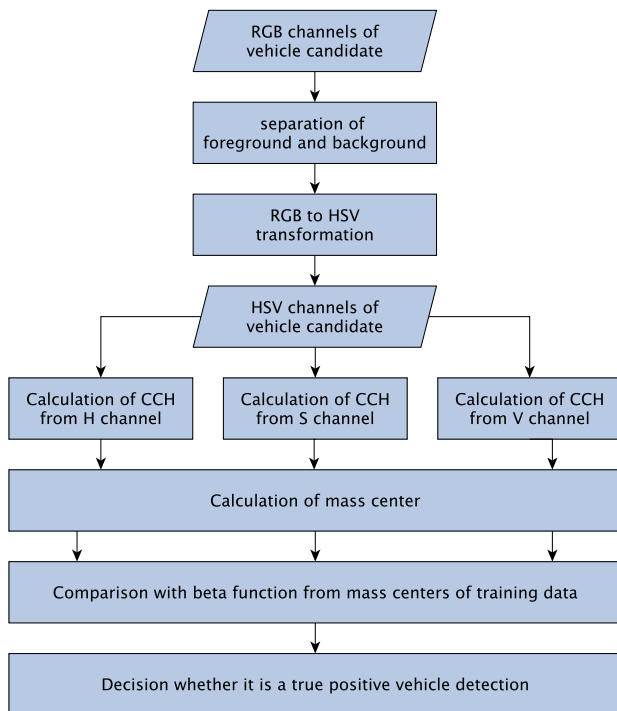 RGB channels of
vehicle candidate
separation of
foreground and background
RGB to HSV
transformation
HSV channels of
vehicle candidate
Calculation of CCH
from H channel
Calculation of CCH
from S channel
Calculation of CCH
from V channel
Calculation of mass center
Comparison with beta function from mass centers of training data
Decision whether it is a true positive vehicle detection